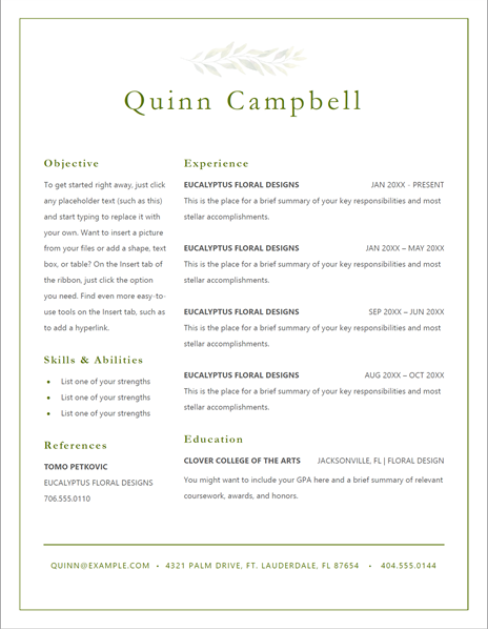 Quinn Campbell
Objective
To get started right away, just click
any placeholder text (such as this)
and start typing to replace it with
your own. Want to insert a picture
from your files or add a shape, text
box, or table? On the Insert tab of
the ribbon, just click the option
you need. Find even more easy-to-
use tools on the Insert tab, such as
to add a hyperlink.
Skills & Abilities
• List one of your strengths
• List one of your strengths
• List one of your strengths
References
TOMO PETKOVIC
EUCALYPTUS FLORAL DESIGNS
706.555.0110
Experience
EUCALYPTUS FLORAL DESIGNS JAN 20XX - PRESENT
This is the place for a brief summary of your key responsibilities and most
stellar accomplishments.
EUCALYPTUS FLORAL DESIGNS JAN 20XX – MAY 20XX
This is the place for a brief summary of your key responsibilities and most
stellar accomplishments.
EUCALYPTUS FLORAL DESIGNS SEP 20XX – JUN 20XX
This is the place for a brief summary of your key responsibilities and most
stellar accomplishments.
EUCALYPTUS FLORAL DESIGNS AUG 20XX – OCT 20XX
This is the place for a brief summary of your key responsibilities and most
stellar accomplishments.
Education
CLOVER COLLEGE OF THE ARTS JACKSONVILLE, FL | FLORAL DESIGN
You might want to include your GPA here and a brief summary of relevant
coursework, awards, and honors.
QUINN@EXAMPLE.COM • 4321 PALM DRIVE, FT. LAUDERDALE, FL 87654 • 404.555.0144